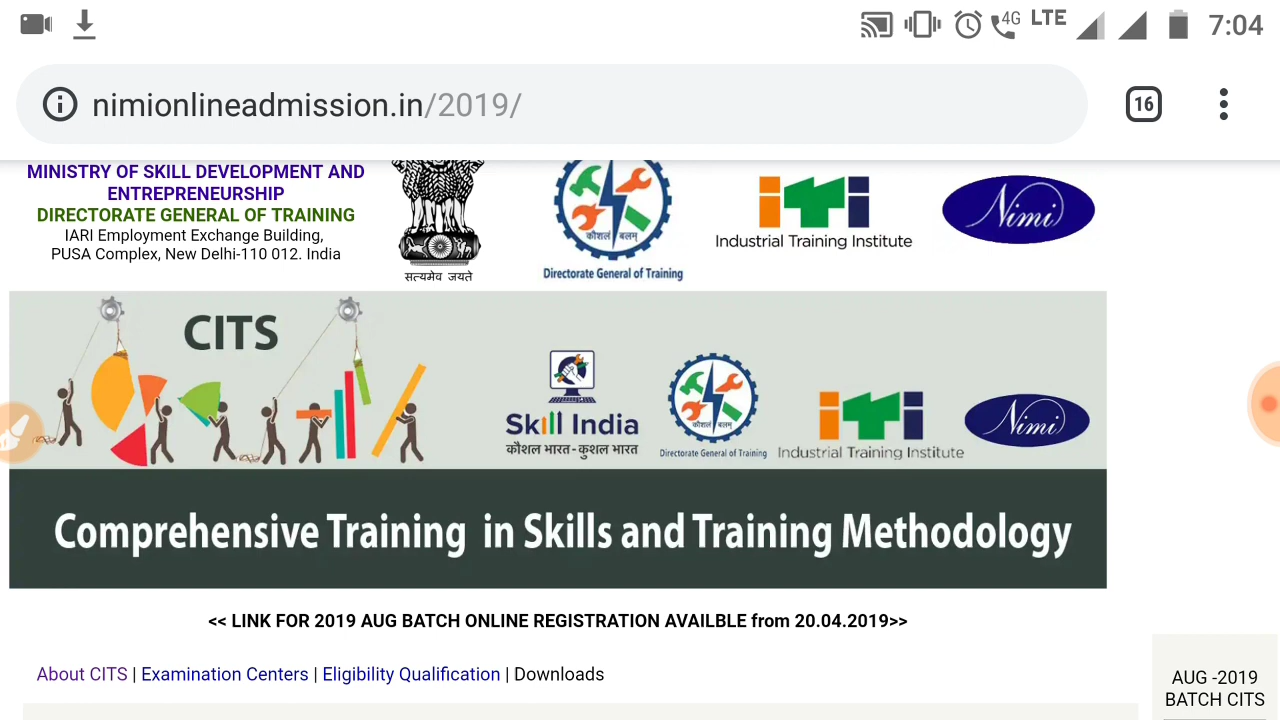 4G LTE 7:04
nimionlineadmission.in/2019/
16
MINISTRY OF SKILL DEVELOPMENT AND
ENTREPRENEURSHIP
DIRECTORATE GENERAL OF TRAINING
IARI Employment Exchange Building,
PUSA Complex, New Delhi-110 012. India
सत्यमेव जयते
कौशलं बलम्
Directorate General of Training
Industrial Training Institute
Nimi
CITS
Skill India
कौशल भारत - कुशल भारत
कौशलं बलम्
Directorate General of Training
Industrial Training Institute
Nimi
Comprehensive Training in Skills and Training Methodology
<< LINK FOR 2019 AUG BATCH ONLINE REGISTRATION AVAILBLE from 20.04.2019>>
About CITS | Examination Centers | Eligibility Qualification | Downloads
AUG -2019
BATCH CITS